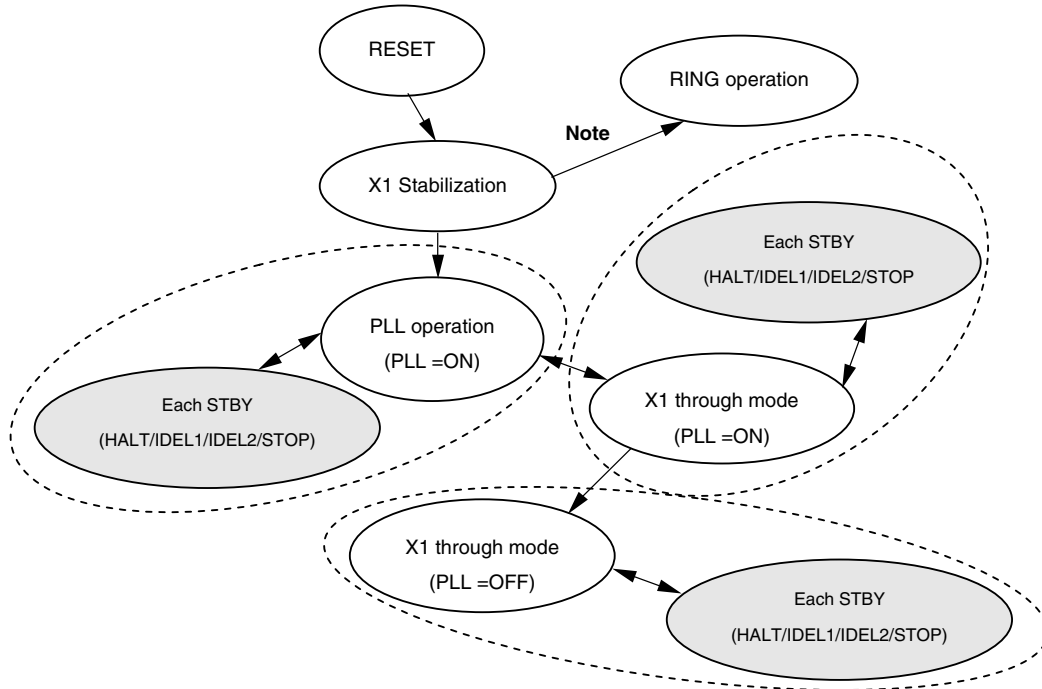 RESET
RING operation
Note
X1 Stabilization
Each STBY
(HALT/IDEL1/IDEL2/STOP
PLL operation
(PLL =ON)
Each STBY
(HALT/IDEL1/IDEL2/STOP)
X1 through mode
(PLL =ON)
X1 through mode
(PLL =OFF)
Each STBY
(HALT/IDEL1/IDEL2/STOP)